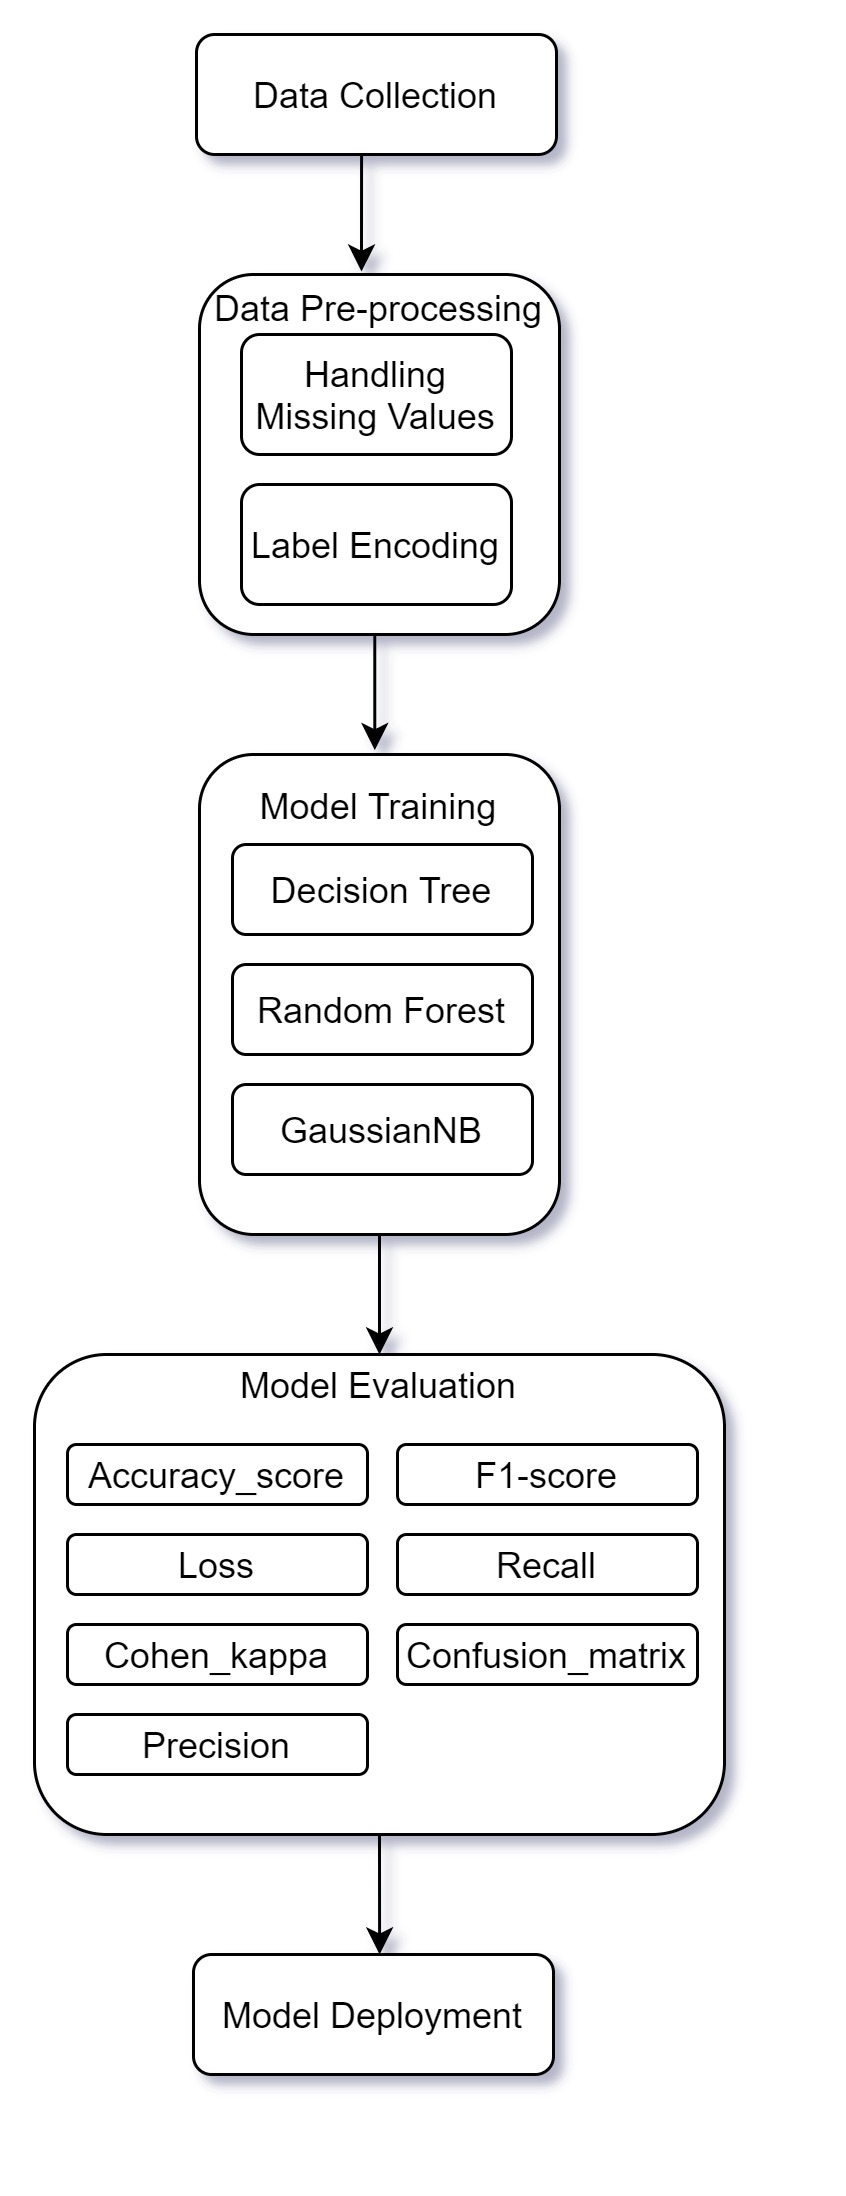 Data Collection
Data Pre-processing
Handling
Missing Values
Label Encoding
Model Training
Decision Tree
Random Forest
GaussianNB
Model Evaluation
Accuracy_score
F1-score
Loss
Recall
Cohen_kappa
Confusion_matrix
Precision
Model Deployment